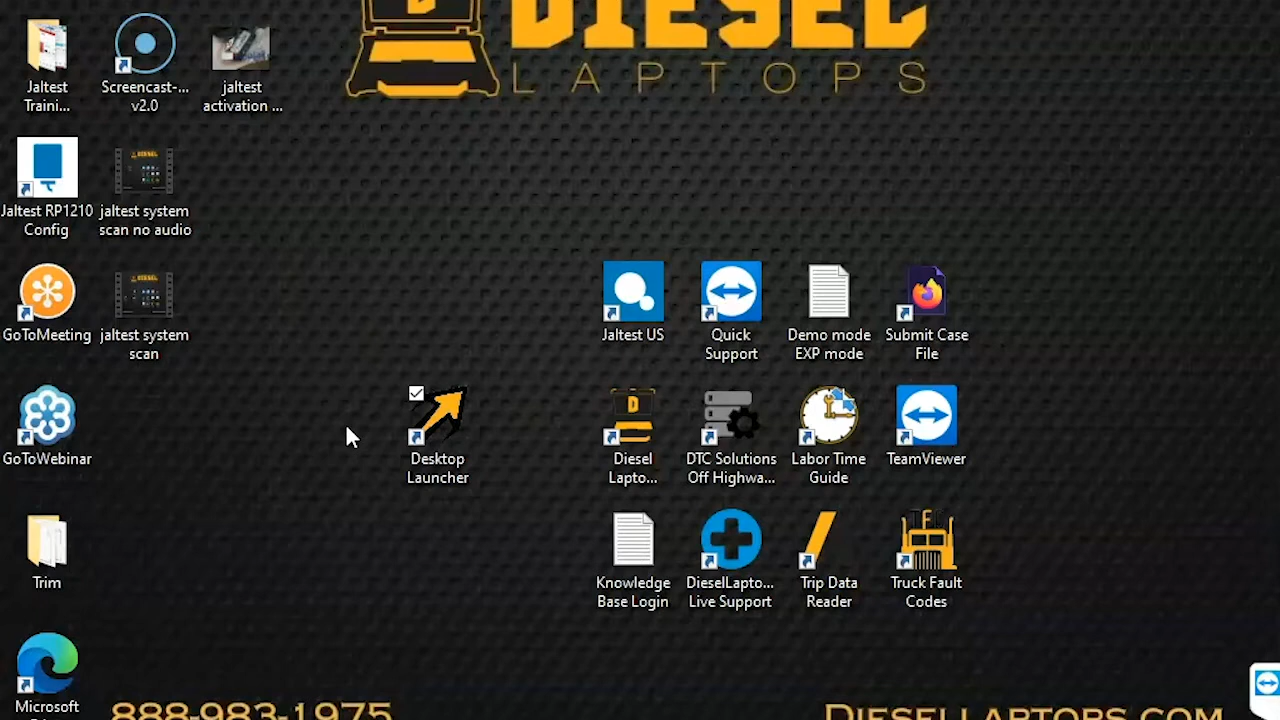 DIESEL
LAPTOPS
Jaltest
Traini...
Screencast-...
v2.0
jaltest
activation ...
Jaltest RP1210
Config
jaltest system
scan no audio
GoToMeeting
jaltest system
scan
Jaltest US
Quick
Support
Demo mode
EXP mode
Submit Case
File
GoToWebinar
Desktop
Launcher
Diesel
Lapto...
DTC Solutions
Off Highwa...
Labor Time
Guide
TeamViewer
Trim
Knowledge
Base Login
DieselLapto...
Live Support
Trip Data
Reader
Truck Fault
Codes
Microsoft
888-983-1975
DIESELLAPTOPS.COM